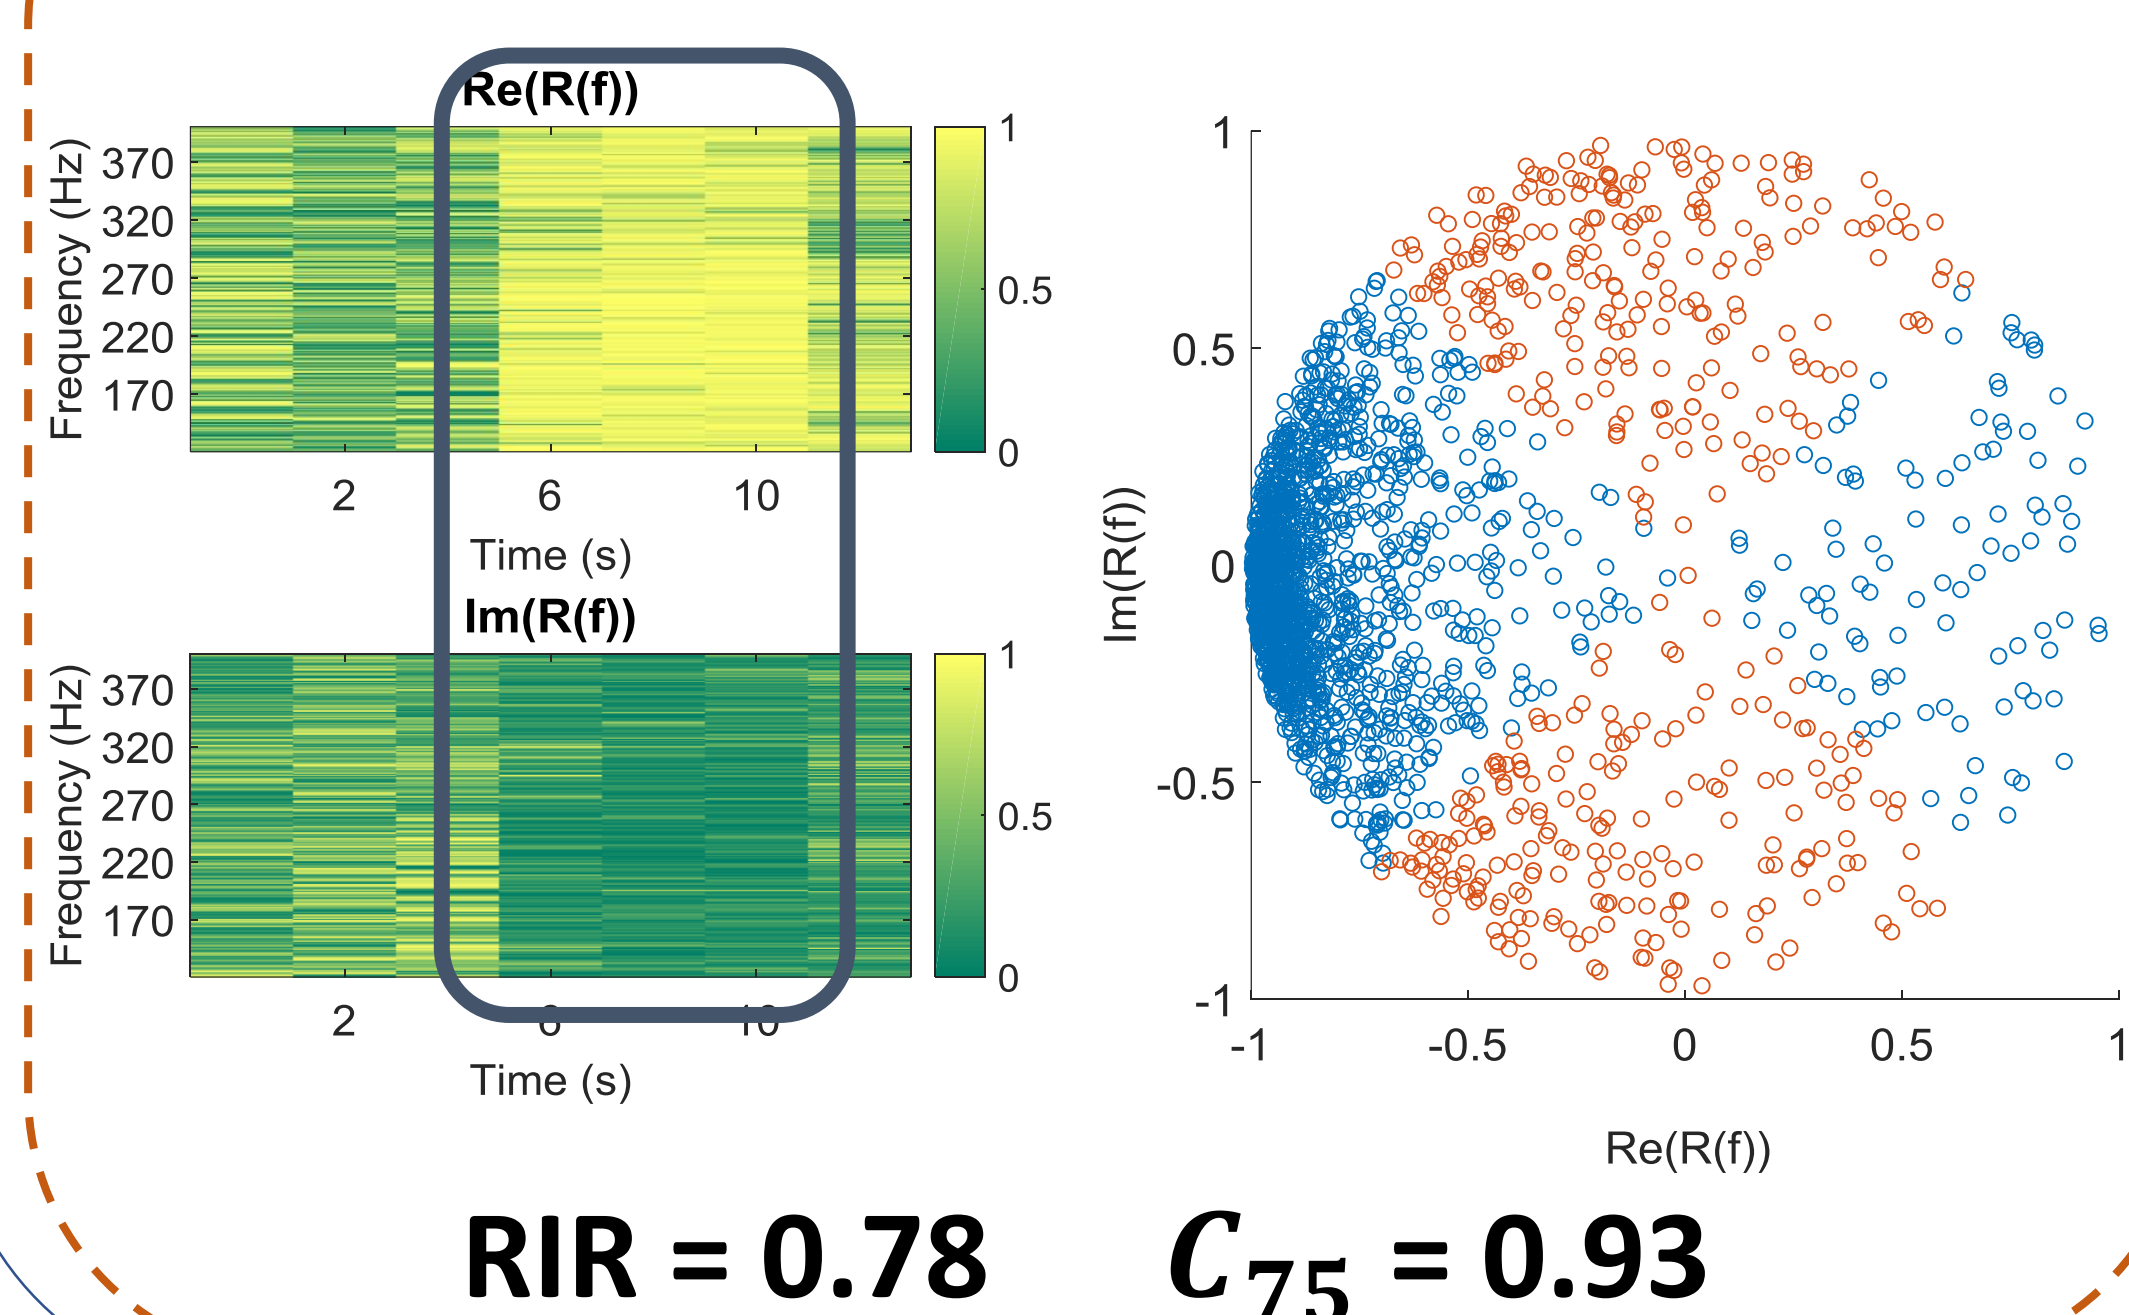 Re(R(f))
Frequency (Hz)
370
320
270
220
170
2 6 10
Time (s)
1
0.5
0
Im(R(f))
Frequency (Hz)
370
320
270
220
170
2 6 10
Time (s)
1
0.5
0
Im(R(f))
1
0.5
0
-0.5
-1
-1 -0.5 0 0.5 1
Re(R(f))
RIR = 0.78
C75 = 0.93